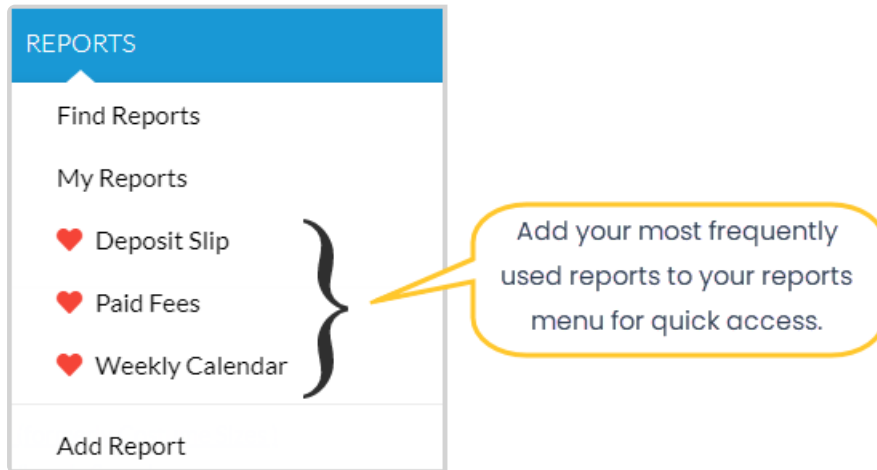 REPORTS
Find Reports
My Reports
Deposit Slip
Paid Fees
Weekly Calendar
Add Report
Add your most frequently
used reports to your reports
menu for quick access.